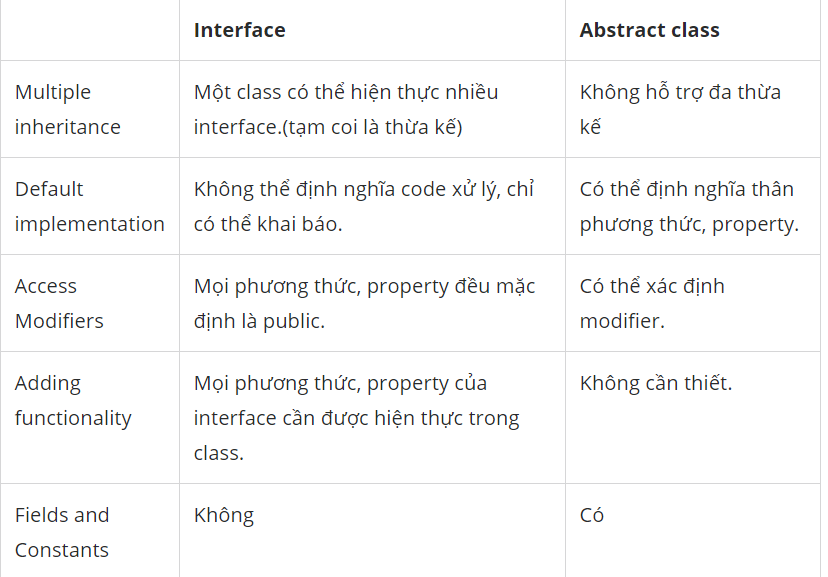 Interface
Abstract class
Multiple
inheritance
Một class có thể hiện thực nhiều
interface.(tạm coi là thừa kế)
Không hỗ trợ đa thừa
kế
Default
implementation
Không thể định nghĩa code xử lý, chỉ
có thể khai báo.
Có thể định nghĩa thân
phương thức, property.
Access
Modifiers
Mọi phương thức, property đều mặc
định là public.
Có thể xác định
modifier.
Adding
functionality
Mọi phương thức, property của
interface cần được hiện thực trong
class.
Không cần thiết.
Fields and
Constants
Không
Có